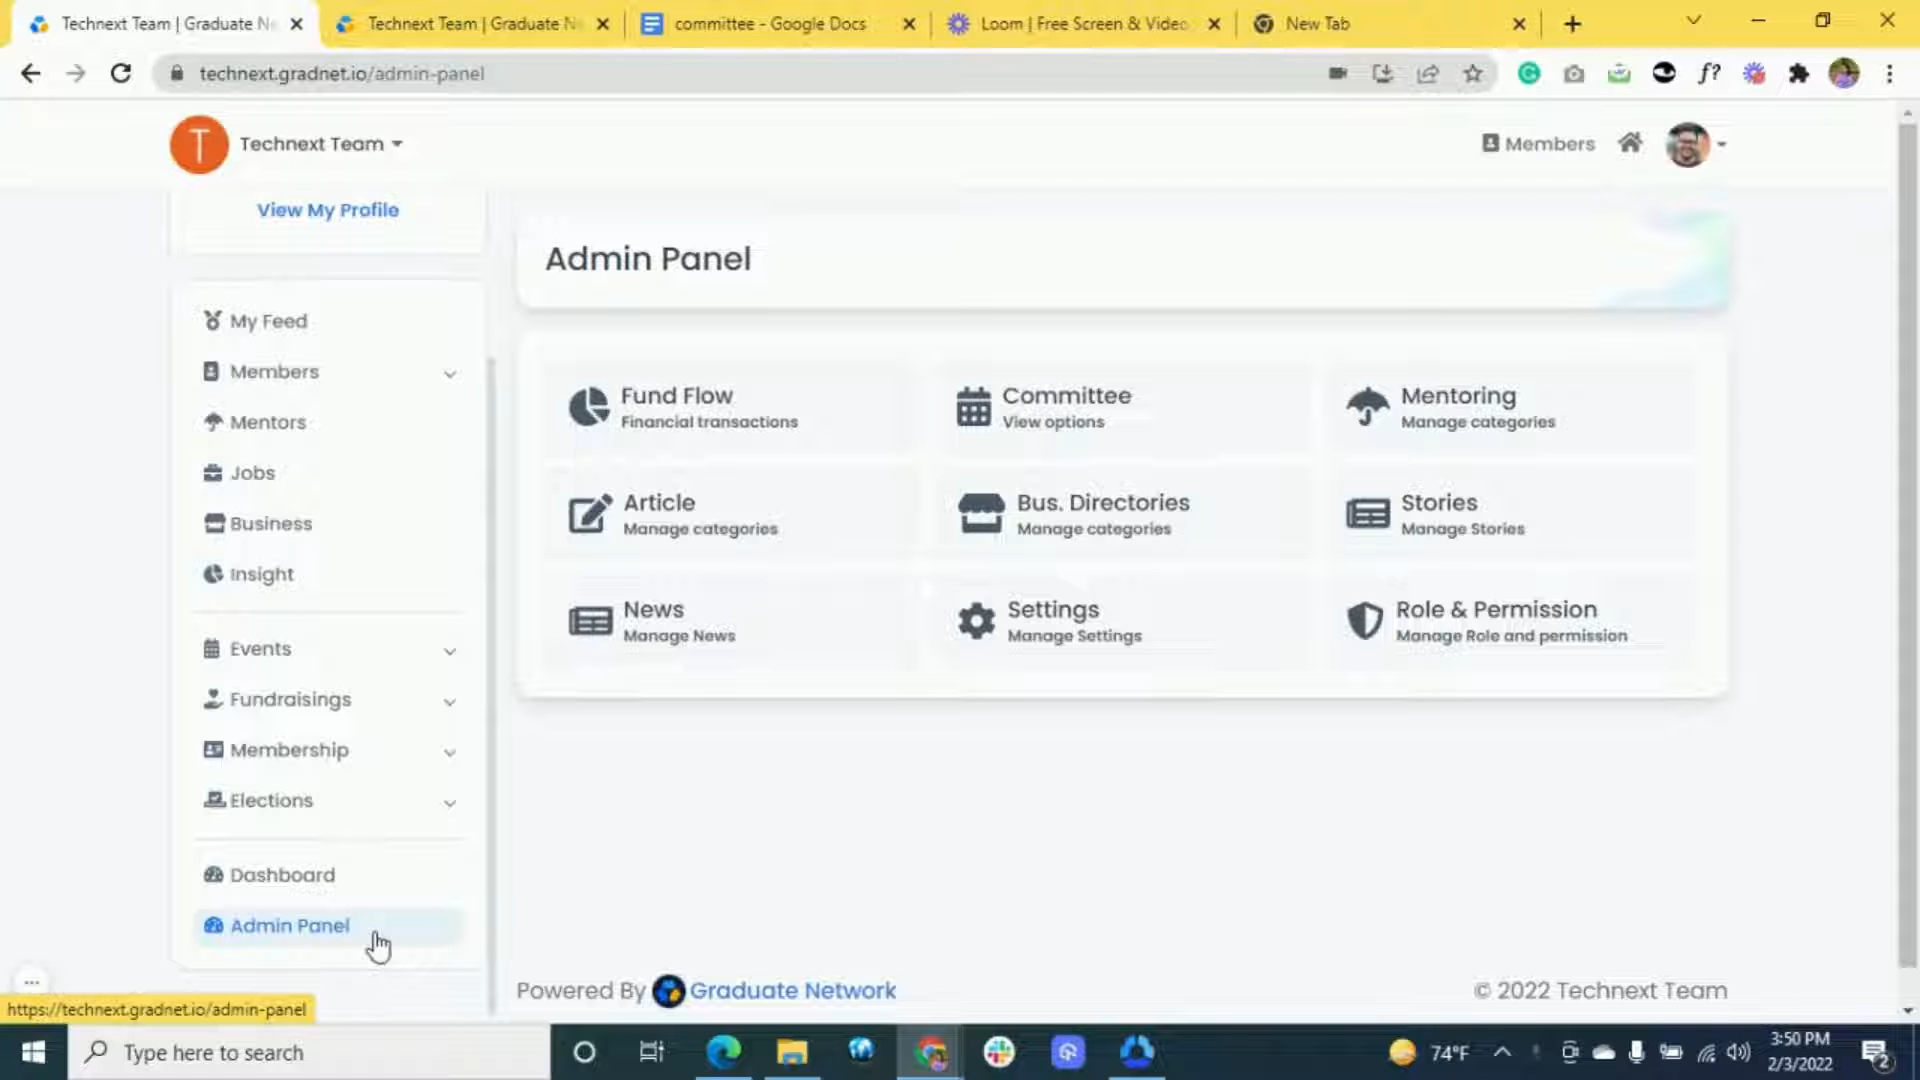 Technext Team | Graduate Ne
Technext Team | Graduate N
committee - Google Docs
Loom | Free Screen & Video
New Tab
technext.gradnet.io/admin-panel
f?
T
Technext Team
Members
View My Profile
Admin Panel
My Feed
Members
Mentors
Jobs
Business
Insight
Events
Fundraisings
Membership
Elections
Dashboard
Admin Panel
Fund Flow
Financial transactions
Committee
View options
Mentoring
Manage categories
Article
Manage categories
Bus. Directories
Manage categories
Stories
Manage Stories
News
Manage News
Settings
Manage Settings
Role & Permission
Manage Role and permission
Powered By Graduate Network
© 2022 Technext Team
https://technext.gradnet.io/admin-panel
Type here to search
74°F
3:50 PM
2/3/2022
2